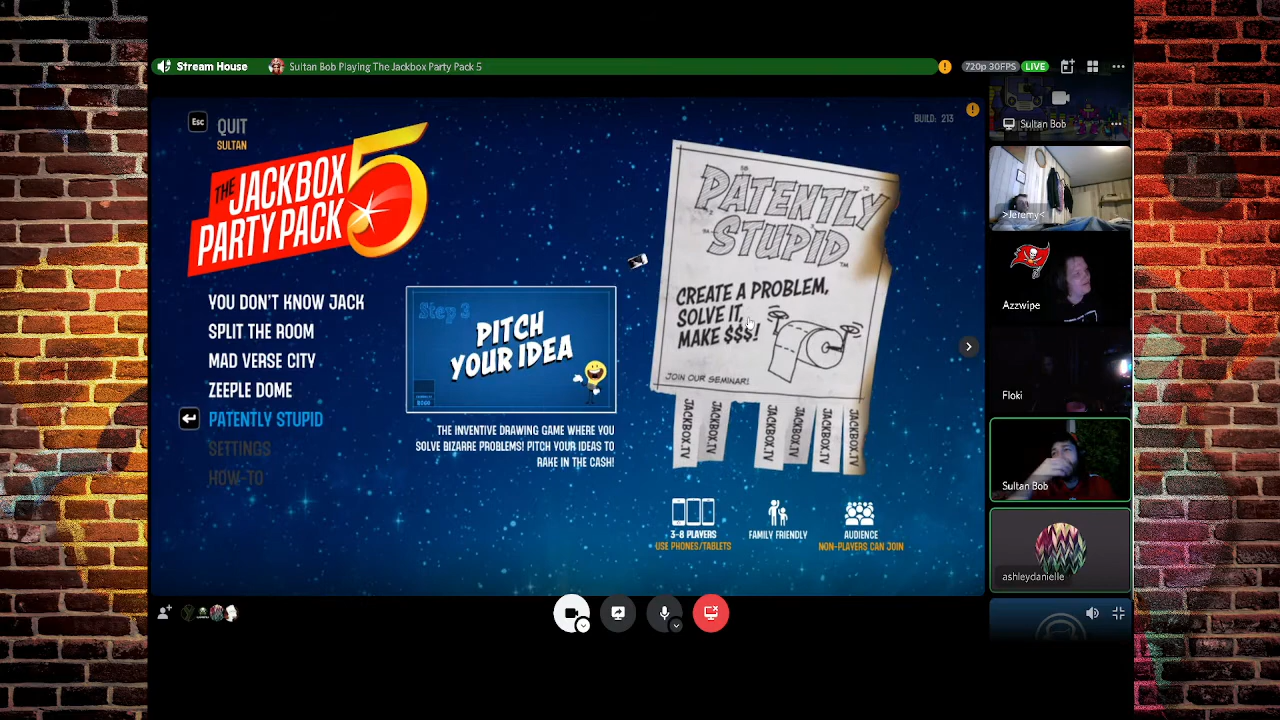 Stream House
Sultan Bob Playing The Jackbox Party Pack 5
720p 30FPS
LIVE
Esc
QUIT
SULTAN
BUILD: 213
THE
JACKBOX
PARTY PACK
5
YOU DON'T KNOW JACK
SPLIT THE ROOM
MAD VERSE CITY
ZEEPLE DOME
PATENTLY STUPID
SETTINGS
HOW-TO
Step 3
PITCH
YOUR IDEA
THE INVENTIVE DRAWING GAME WHERE YOU
SOLVE BIZARRE PROBLEMS! PITCH YOUR IDEAS TO
RAKE IN THE CASH!
PATENTLY
STUPID
TM
CREATE A PROBLEM,
SOLVE IT,
MAKE $$$!
JOIN OUR SEMINAR!
JACKBOX.TV
JACKBOX.TV
JACKBOX.TV
JACKBOX.TV
JACKBOX.TV
JACKBOX.TV
3-8 PLAYERS
USE PHONES/TABLETS
FAMILY FRIENDLY
AUDIENCE
NON-PLAYERS CAN JOIN
Sultan Bob
>Jeremy<
Azzwipe
Floki
Sultan Bob
ashleydanielle